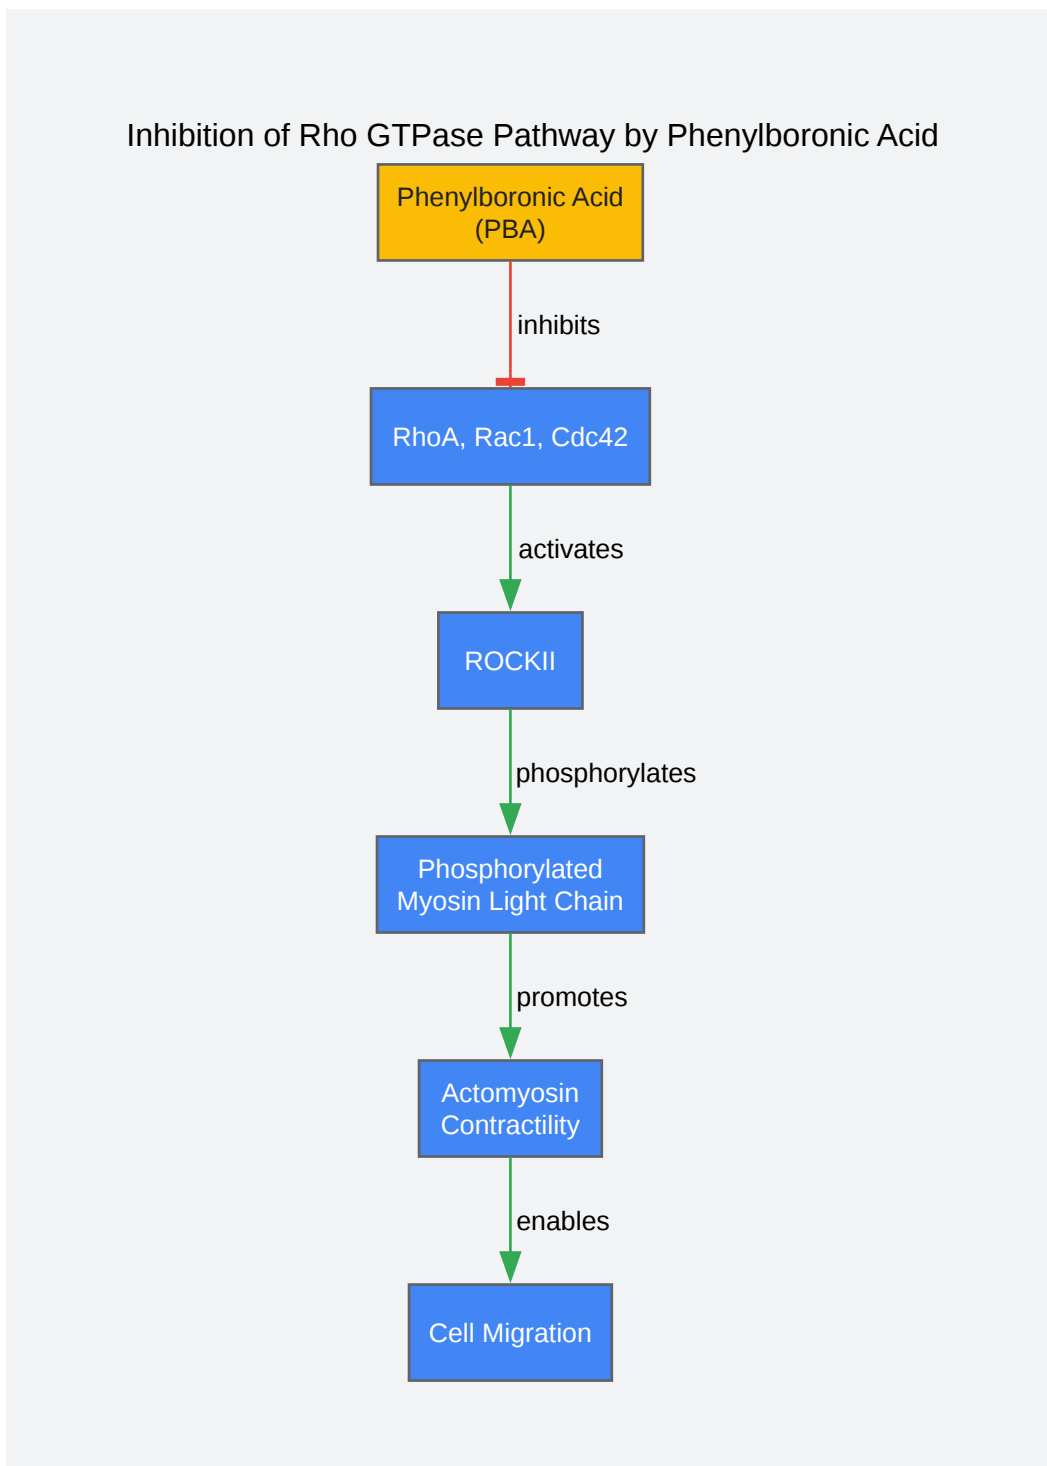 Inhibition of Rho GTPase Pathway by Phenylboronic Acid
Phenylboronic Acid
(PBA)
inhibits
RhoA, Rac1, Cdc42
activates
ROCKII
phosphorylates
Phosphorylated
Myosin Light Chain
promotes
Actomyosin
Contractility
enables
Cell Migration